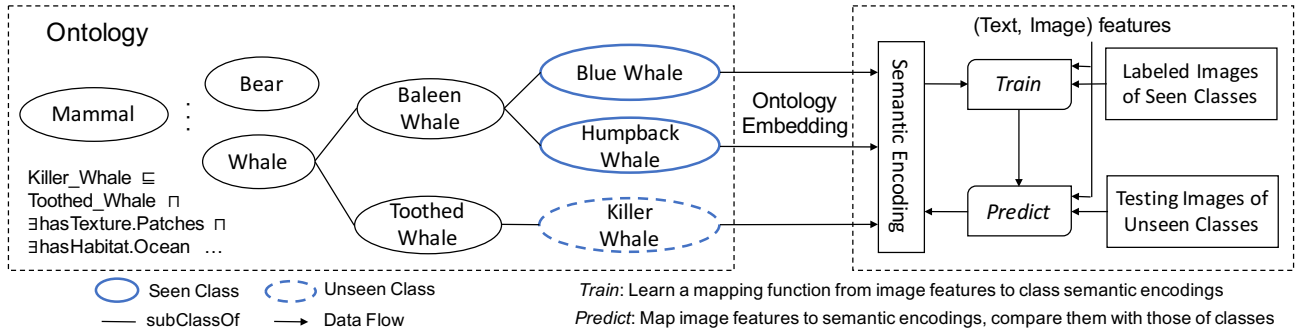 Ontology
Mammal
Bear
Whale
Baleen
Whale
Toothed
Whale
Blue Whale
Humpback
Whale
Killer
Whale
Killer_Whale ⊑
Toothed_Whale ⊓
∃hasTexture.Patches ⊓
∃hasHabitat.Ocean ...
Ontology
Embedding
Semantic Encoding
(Text, Image) features
Train
Labeled Images
of Seen Classes
Predict
Testing Images of
Unseen Classes
Seen Class
Unseen Class
subClassOf
Data Flow
Train: Learn a mapping function from image features to class semantic encodings
Predict: Map image features to semantic encodings, compare them with those of classes